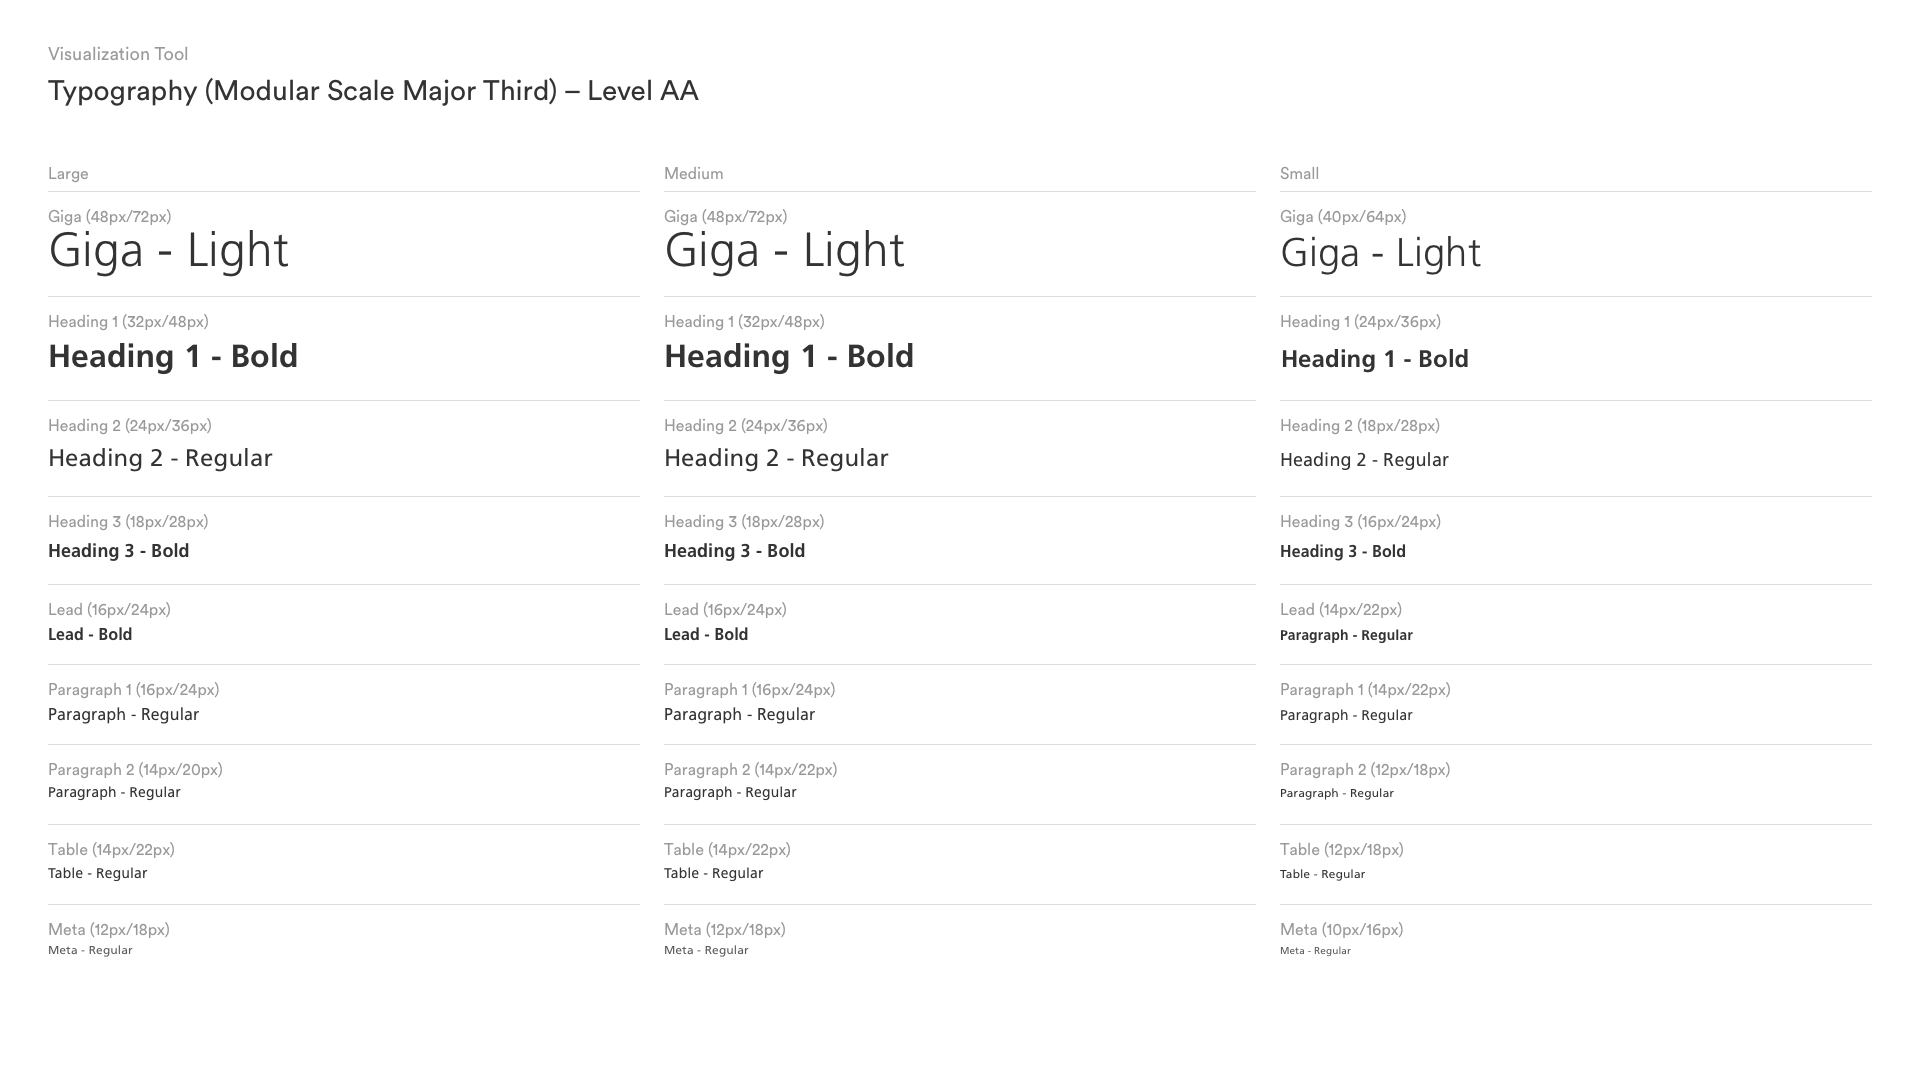 Visualization Tool
Typography (Modular Scale Major Third) – Level AA
Large
Giga (48px/72px)
Giga - Light
Heading 1 (32px/48px)
Heading 1 - Bold
Heading 2 (24px/36px)
Heading 2 - Regular
Heading 3 (18px/28px)
Heading 3 - Bold
Lead (16px/24px)
Lead - Bold
Paragraph 1 (16px/24px)
Paragraph - Regular
Paragraph 2 (14px/20px)
Paragraph - Regular
Table (14px/22px)
Table - Regular
Meta (12px/18px)
Meta - Regular
Medium
Giga (48px/72px)
Giga - Light
Heading 1 (32px/48px)
Heading 1 - Bold
Heading 2 (24px/36px)
Heading 2 - Regular
Heading 3 (18px/28px)
Heading 3 - Bold
Lead (16px/24px)
Lead - Bold
Paragraph 1 (16px/24px)
Paragraph - Regular
Paragraph 2 (14px/22px)
Paragraph - Regular
Table (14px/22px)
Table - Regular
Meta (12px/18px)
Meta - Regular
Small
Giga (40px/64px)
Giga - Light
Heading 1 (24px/36px)
Heading 1 - Bold
Heading 2 (18px/28px)
Heading 2 - Regular
Heading 3 (16px/24px)
Heading 3 - Bold
Lead (14px/22px)
Paragraph - Regular
Paragraph 1 (14px/22px)
Paragraph - Regular
Paragraph 2 (12px/18px)
Paragraph - Regular
Table (12px/18px)
Table - Regular
Meta (10px/16px)
Meta - Regular